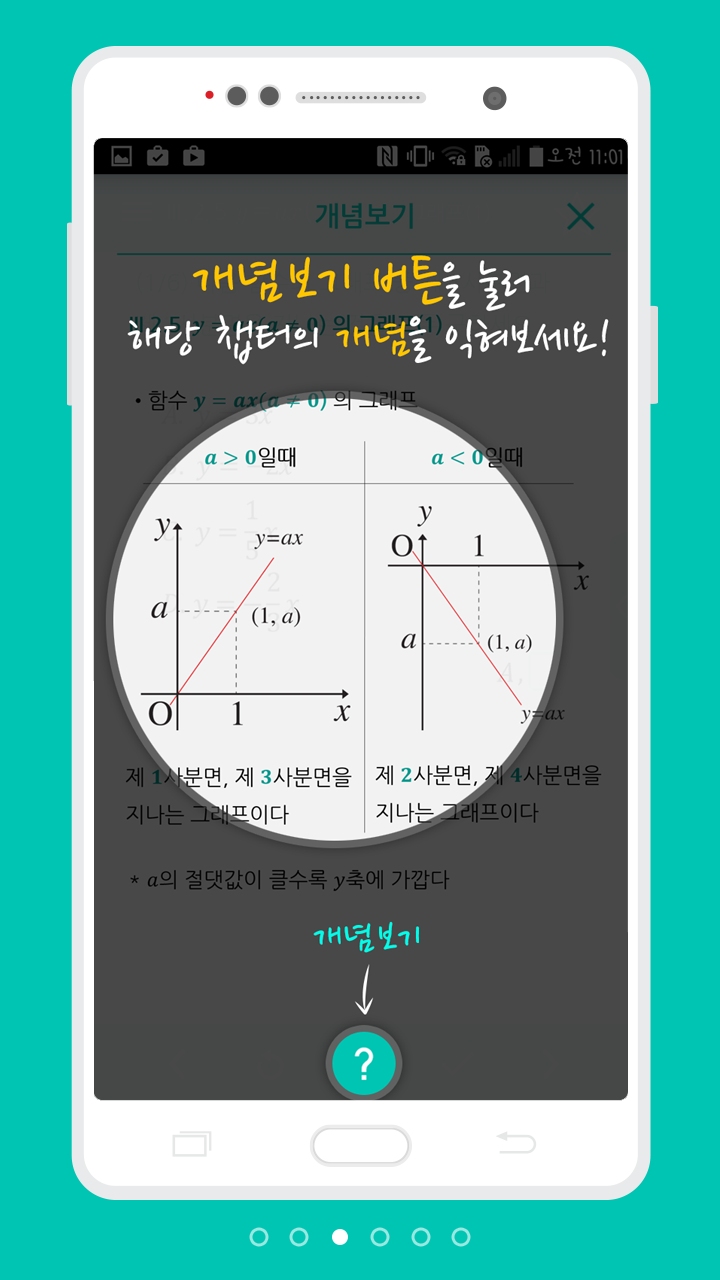 오전 11:01
개념보기
개념보기 버튼을 눌러
해당 챕터의 개념을 익혀보세요!
• 함수 y = ax(a ≠ 0) 의 그래프
a > 0일때
a < 0일때
y
y=ax
a
(1, a)
O
1
x
y
O
1
x
a
(1, a)
y=ax
제 1사분면, 제 3사분면을
지나는 그래프이다
제 2사분면, 제 4사분면을
지나는 그래프이다
* a의 절댓값이 클수록 y축에 가깝다
개념보기
?